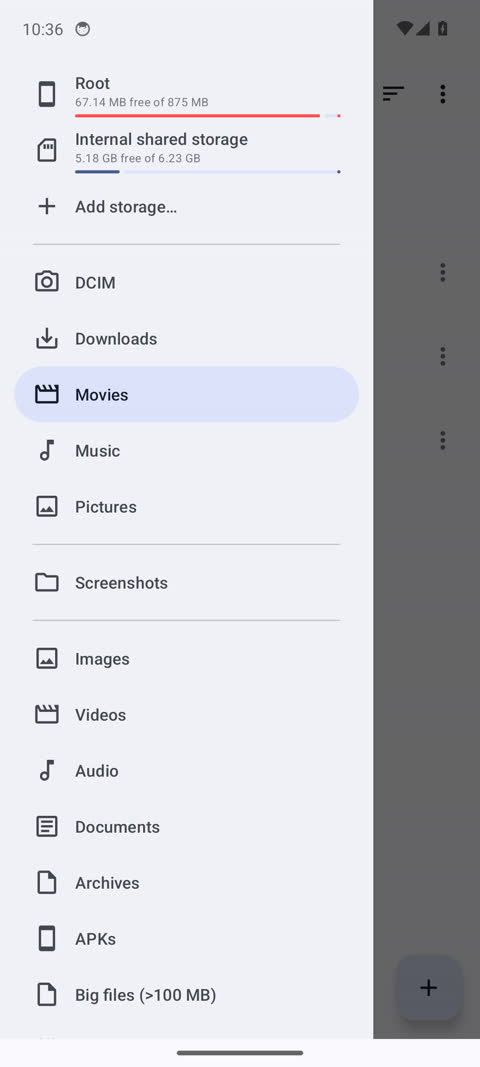 10:36
Root
67.14 MB free of 875 MB
Internal shared storage
5.18 GB free of 6.23 GB
Add storage…
DCIM
Downloads
Movies
Music
Pictures
Screenshots
Images
Videos
Audio
Documents
Archives
APKs
Big files (>100 MB)